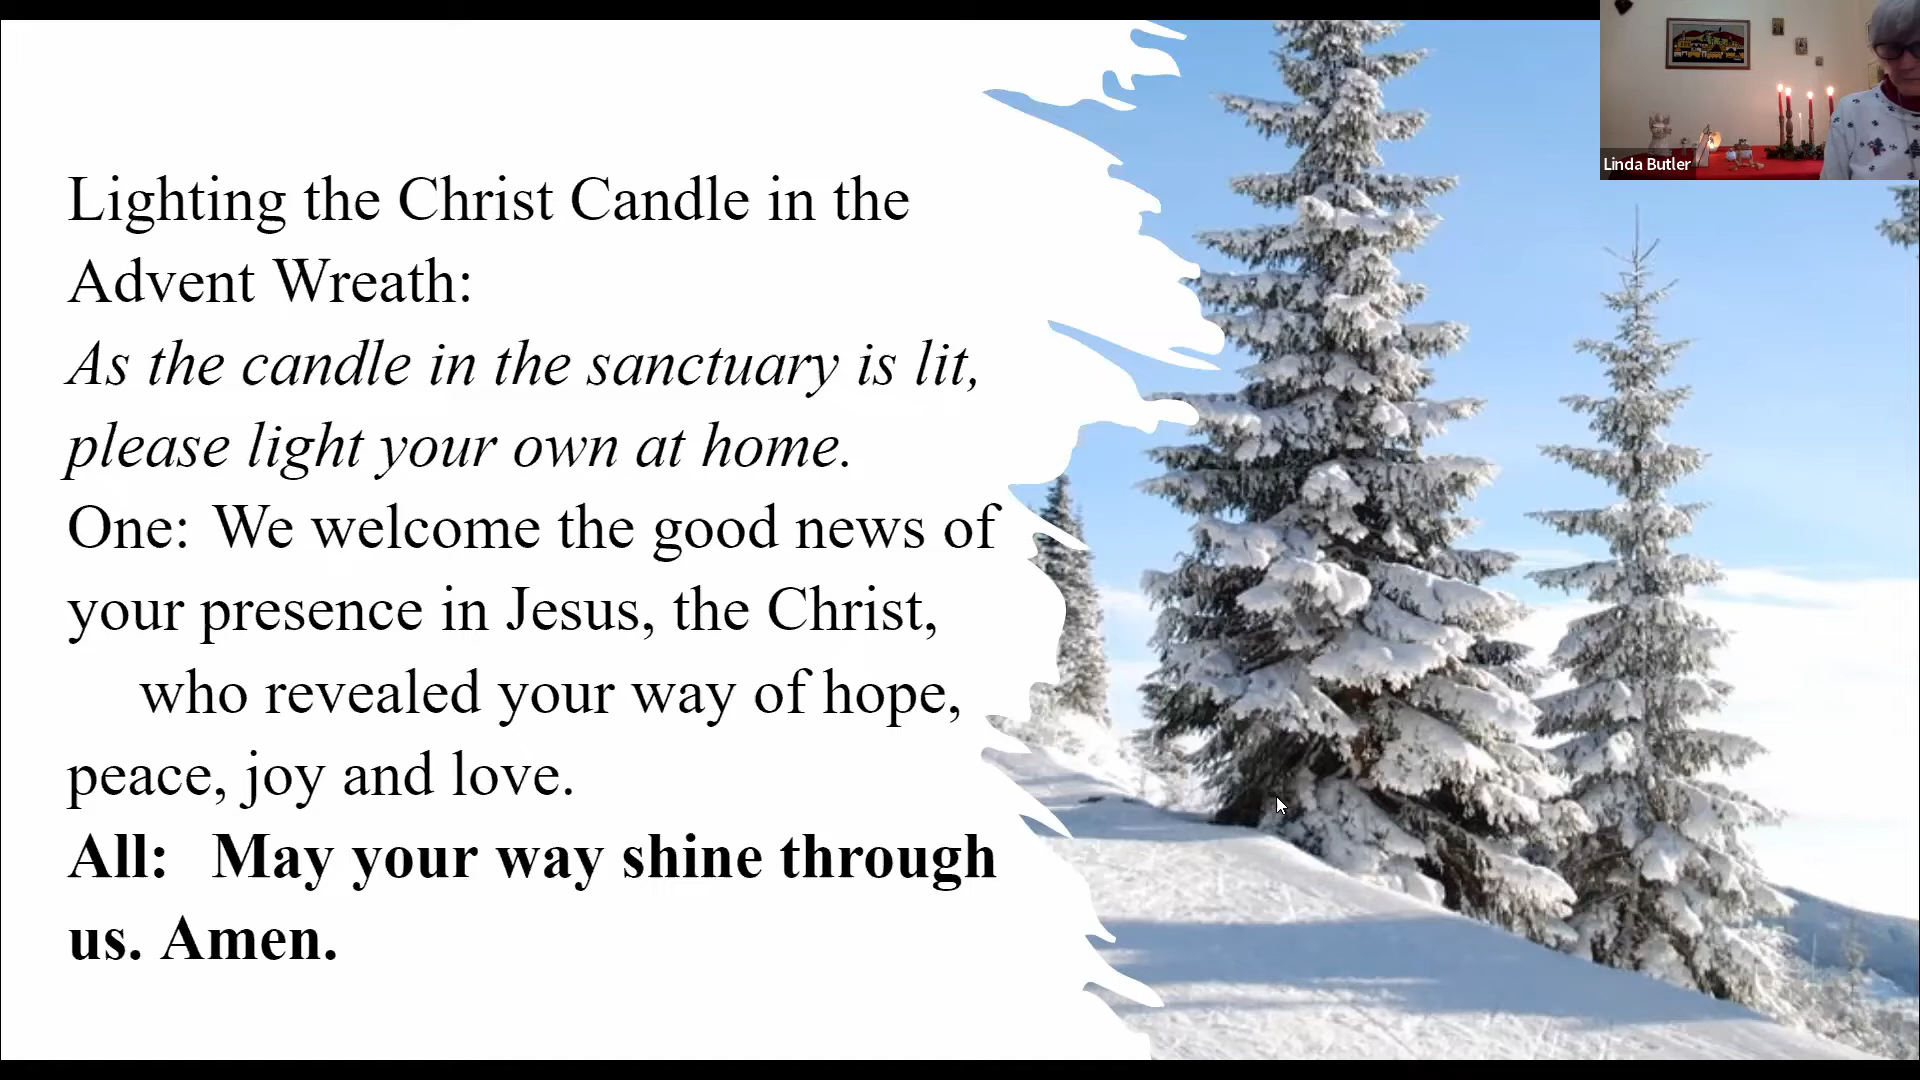 Lighting the Christ Candle in the
Advent Wreath:
As the candle in the sanctuary is lit,
please light your own at home.
One: We welcome the good news of
your presence in Jesus, the Christ,
who revealed your way of hope,
peace, joy and love.
All: May your way shine through
us. Amen.
Linda Butler